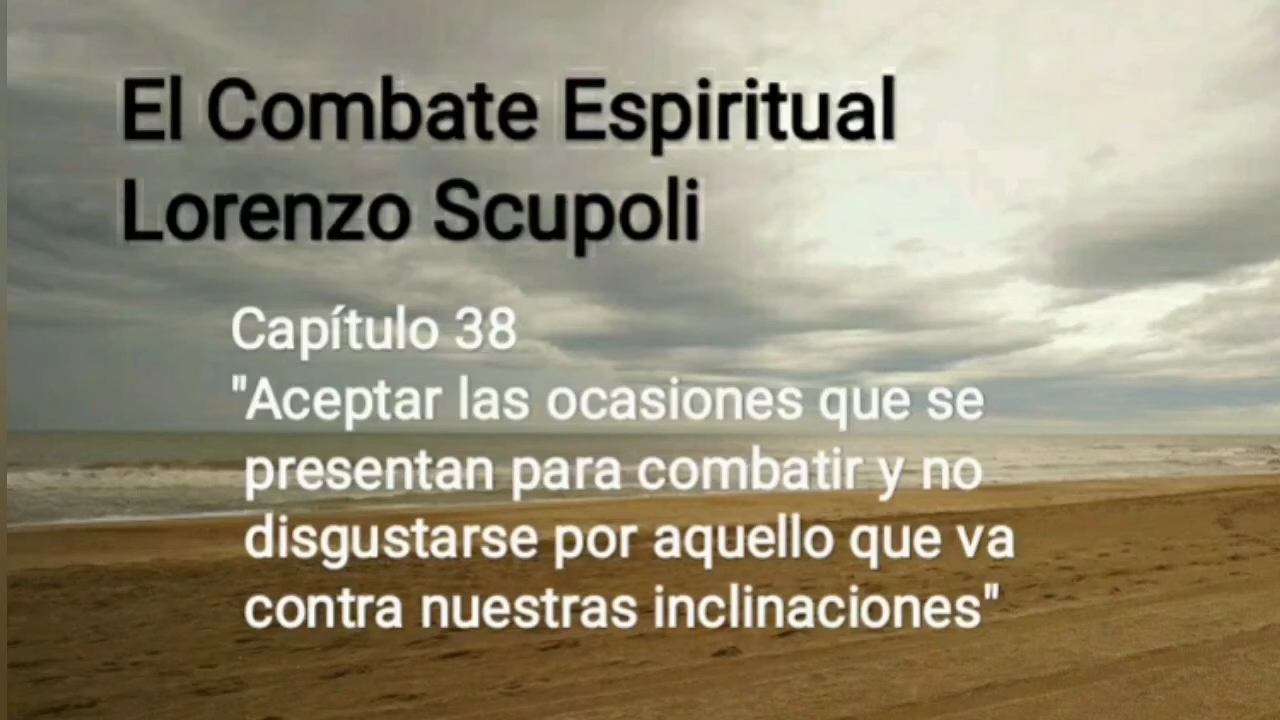 El Combate Espiritual
Lorenzo Scupoli
Capítulo 38
"Aceptar las ocasiones que se
presentan para combatir y no
disgustarse por aquello que va
contra nuestras inclinaciones"